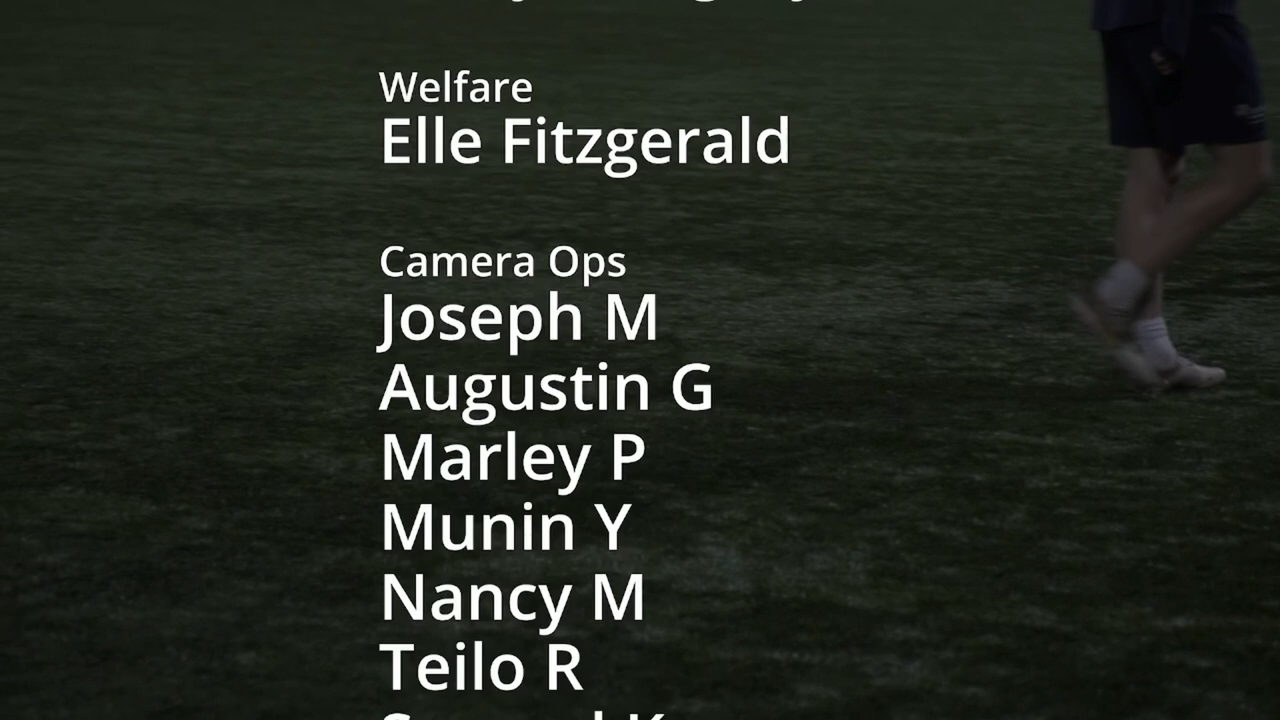 Welfare
Elle Fitzgerald
Camera Ops
Joseph M
Augustin G
Marley P
Munin Y
Nancy M
Teilo R